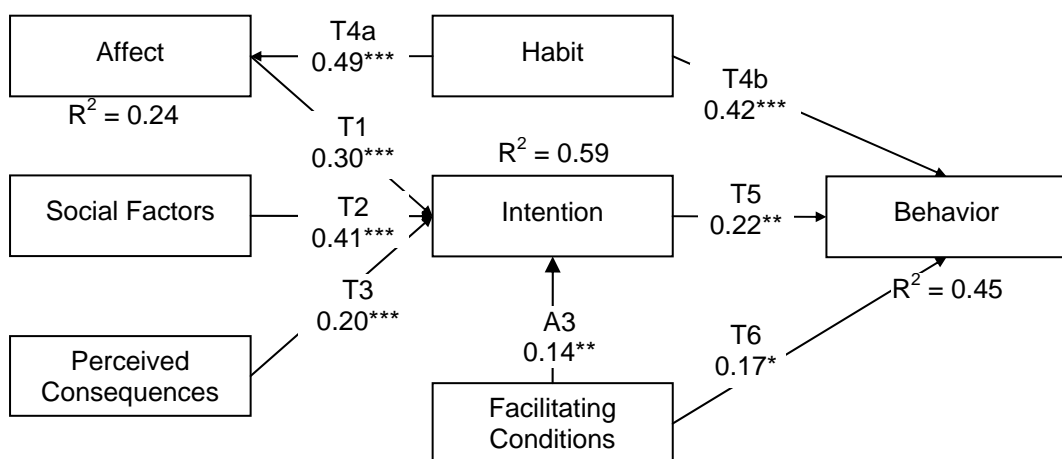 Affect
T4a
0.49***
Habit
R² = 0.24
T4b
0.42***
T1
0.30***
R² = 0.59
Social Factors
T2
0.41***
Intention
T5
0.22**
Behavior
T3
0.20***
R² = 0.45
A3
0.14**
T6
0.17*
Perceived
Consequences
Facilitating
Conditions